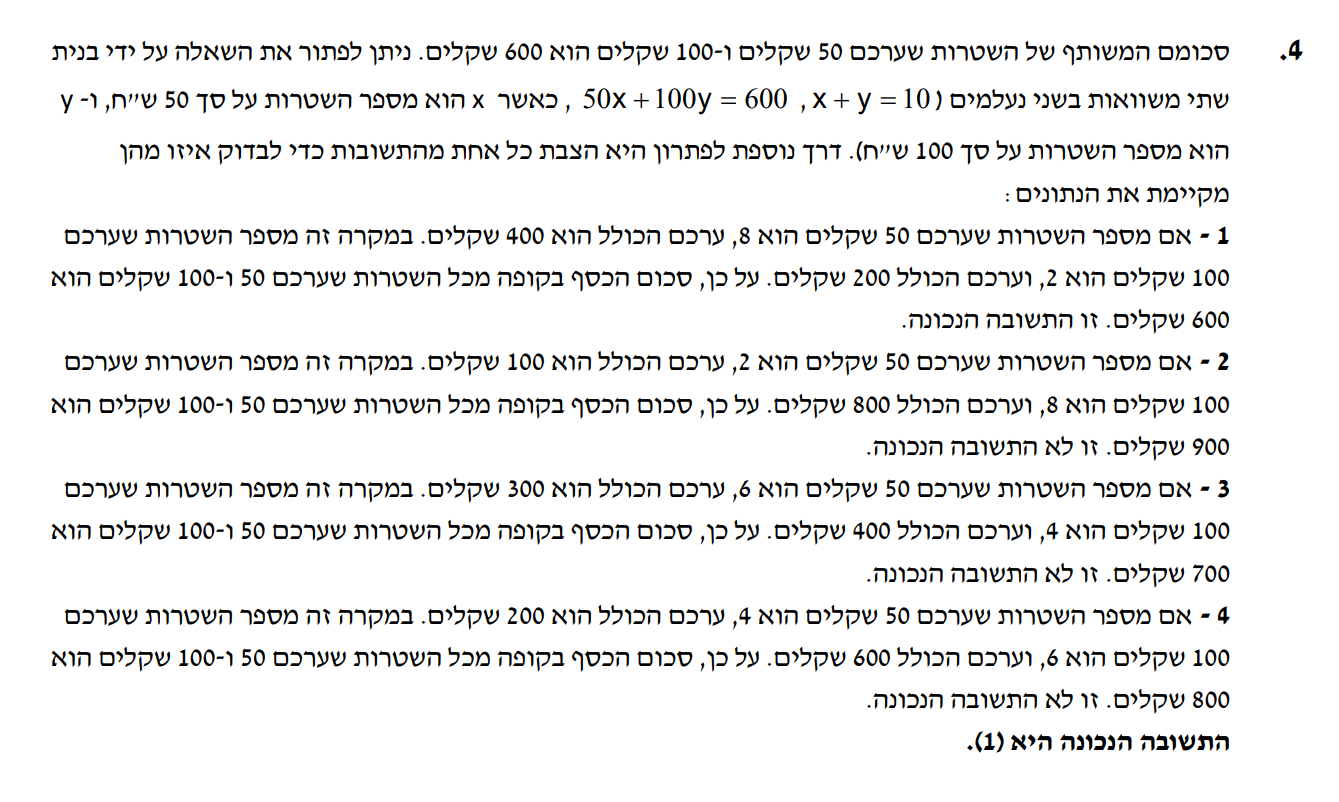 4. סכומם המשותף של השטרות שערכם 50 שקלים ו-100 שקלים הוא 600 שקלים. ניתן לפתור את השאלה על ידי בנית
שתי משוואות בשני נעלמים (x + y = 10 , 50x + 100y = 600 , כאשר x הוא מספר השטרות על סך 50 ש״ח, ו- y
הוא מספר השטרות על סך 100 ש״ח). דרך נוספת לפתרון היא הצבת כל אחת מהתשובות כדי לבדוק איזו מהן
מקיימת את הנתונים:
1 - אם מספר השטרות שערכם 50 שקלים הוא 8, ערכם הכולל הוא 400 שקלים. במקרה זה מספר השטרות שערכם
100 שקלים הוא 2, וערכם הכולל 200 שקלים. על כן, סכום הכסף בקופה מכל השטרות שערכם 50 ו-100 שקלים הוא
600 שקלים. זו התשובה הנכונה.
2 - אם מספר השטרות שערכם 50 שקלים הוא 2, ערכם הכולל הוא 100 שקלים. במקרה זה מספר השטרות שערכם
100 שקלים הוא 8, וערכם הכולל 800 שקלים. על כן, סכום הכסף בקופה מכל השטרות שערכם 50 ו-100 שקלים הוא
900 שקלים. זו לא התשובה הנכונה.
3 - אם מספר השטרות שערכם 50 שקלים הוא 6, ערכם הכולל הוא 300 שקלים. במקרה זה מספר השטרות שערכם
100 שקלים הוא 4, וערכם הכולל 400 שקלים. על כן, סכום הכסף בקופה מכל השטרות שערכם 50 ו-100 שקלים הוא
700 שקלים. זו לא התשובה הנכונה.
4 - אם מספר השטרות שערכם 50 שקלים הוא 4, ערכם הכולל הוא 200 שקלים. במקרה זה מספר השטרות שערכם
100 שקלים הוא 6, וערכם הכולל 600 שקלים. על כן, סכום הכסף בקופה מכל השטרות שערכם 50 ו-100 שקלים הוא
800 שקלים. זו לא התשובה הנכונה.
התשובה הנכונה היא (1).